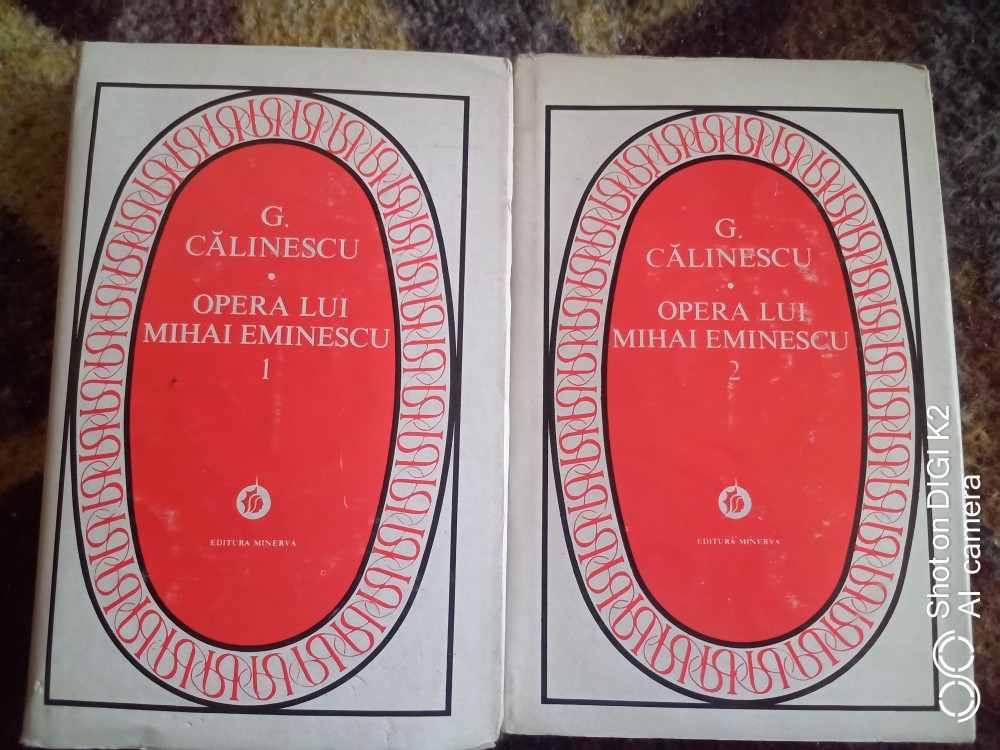 G.
CĂLINESCU
•
OPERA LUI
MIHAI EMINESCU
1
EDITURA MINERVA
G.
CĂLINESCU
•
OPERA LUI
MIHAI EMINESCU
2
EDITURA MINERVA
Shot on DIGI K2
AI camera